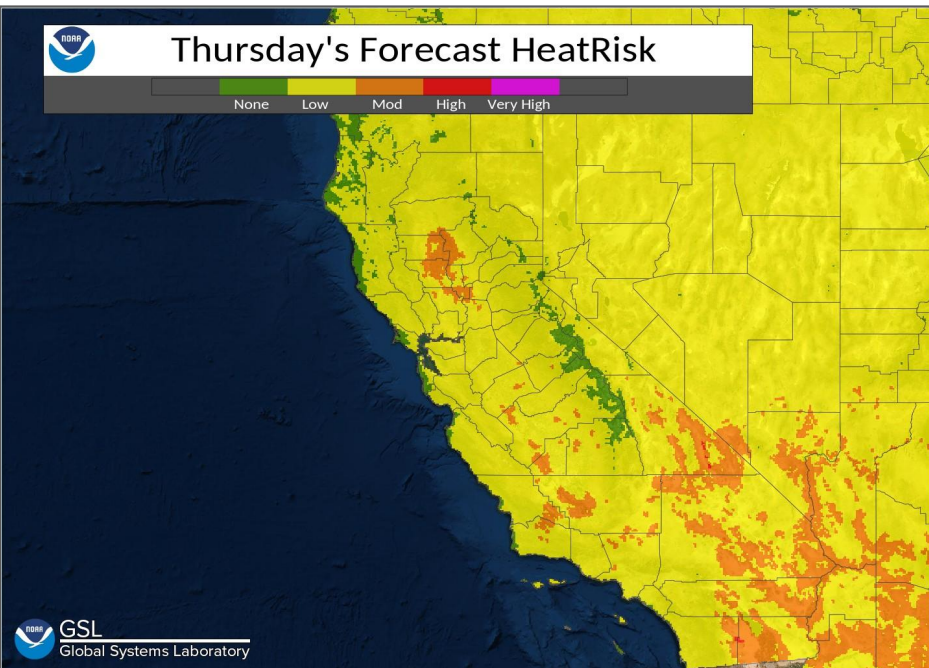 NOAA
Thursday's Forecast HeatRisk
None Low Mod High Very High
NOAA
GSL
Global Systems Laboratory